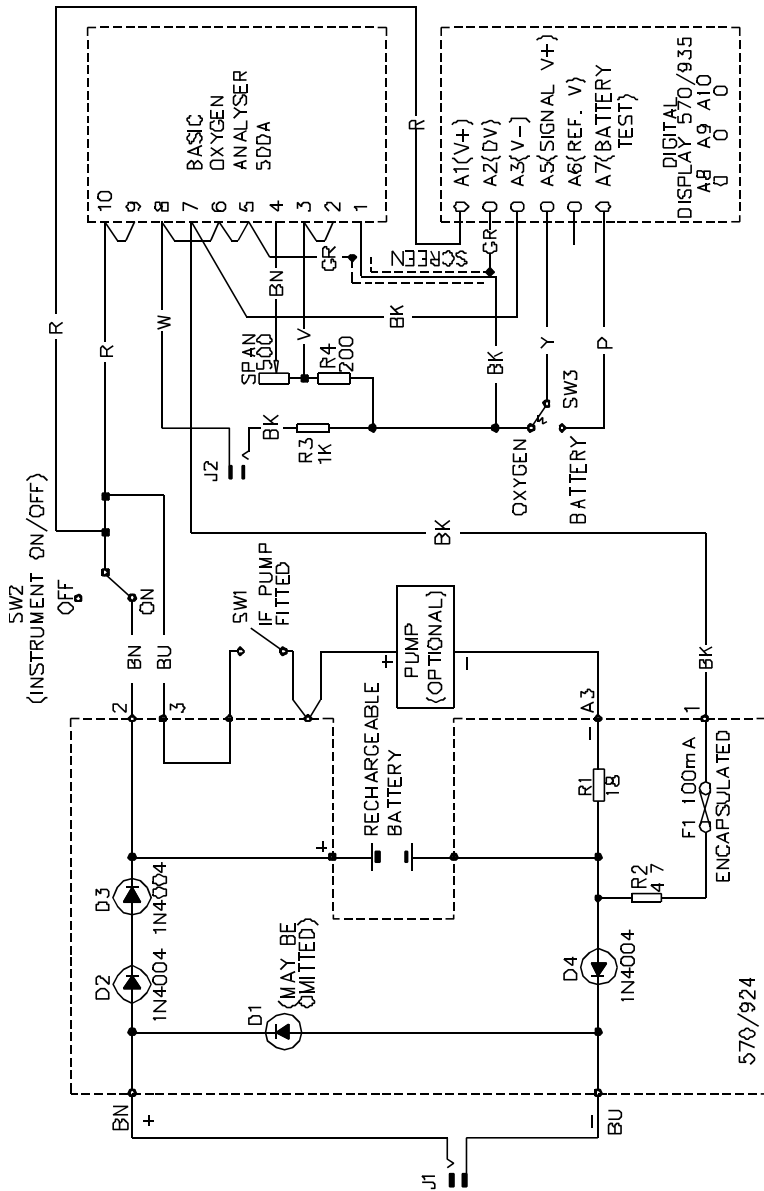 BASIC
OXYGEN
ANALYSER
500A
10
9
8
7
6
5
4
3
2
1
DIGITAL
DISPLAY 570/935
A1(V+)
A2(0V)
A3(V-)
A5(SIGNAL V+)
A6(REF. V)
A7(BATTERY
TEST)
A8 A9 A10
R
R
R
W
BN
GR
GR
V
SCREEN
BK
BK
BK
Y
P
SPAN
500
R4
200
J2
R3
1K
SW3
OXYGEN
BATTERY
SW2
(INSTRUMENT ON/OFF)
OFF
ON
BN
BU
SW1
IF PUMP
FITTED
BK
BK
+
PUMP
(OPTIONAL)
–
2
3
A3
–
1
RECHARGEABLE
BATTERY
+
R1
18
F1 100mA
ENCAPSULATED
R2
4 7
D3
1N4004
D2
1N4004
D1
(MAY BE
OMITTED)
D4
1N4004
570/924
BN
+
–
BU
J1